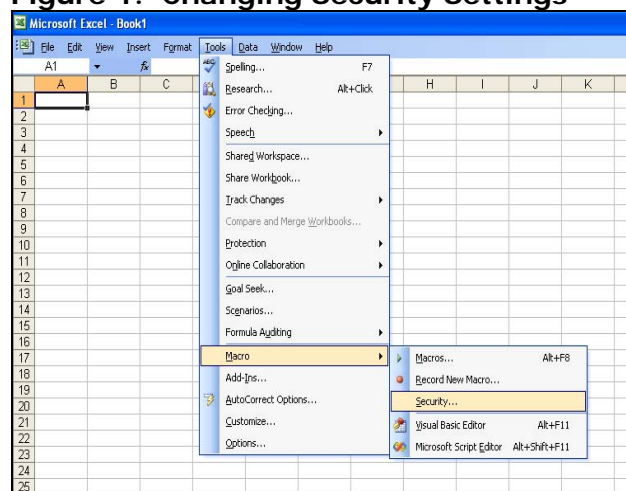 Figure 1. Changing Security Settings
Microsoft Excel - Book1
File Edit View Insert Format Tools Data Window Help
A1 fx
A B C H I J K
Spelling... F7
Research... Alt+Click
Error Checking...
Speech
Shared Workspace...
Share Workbook...
Track Changes
Compare and Merge Workbooks...
Protection
Online Collaboration
Goal Seek...
Scenarios...
Formula Auditing
Macro
Add-Ins...
AutoCorrect Options...
Customize...
Options...
Macros... Alt+F8
Record New Macro...
Security...
Visual Basic Editor Alt+F11
Microsoft Script Editor Alt+Shift+F11
1
2
3
4
5
6
7
8
9
10
11
12
13
14
15
16
17
18
19
20
21
22
23
24
25